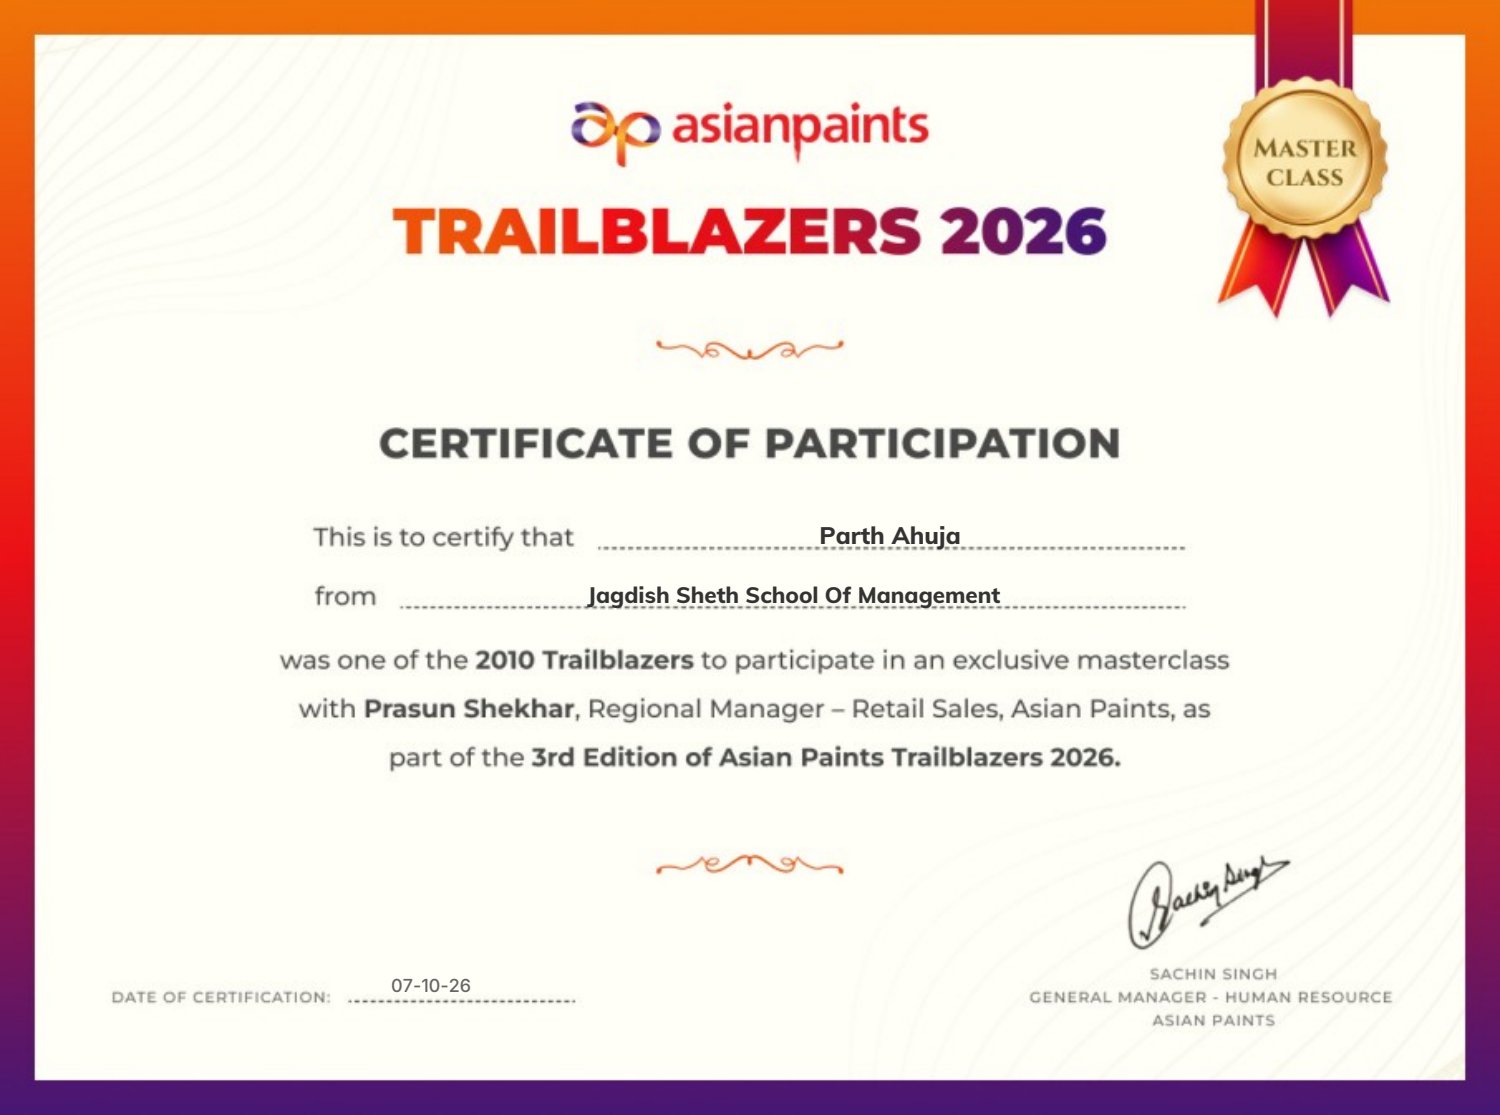 asianpaints
MASTER
CLASS
TRAILBLAZERS 2026
CERTIFICATE OF PARTICIPATION
This is to certify that Parth Ahuja
from Jagdish Sheth School Of Management
was one of the 2010 Trailblazers to participate in an exclusive masterclass
with Prasun Shekhar, Regional Manager – Retail Sales, Asian Paints, as
part of the 3rd Edition of Asian Paints Trailblazers 2026.
Sachin Singh
DATE OF CERTIFICATION: 07-10-26
SACHIN SINGH
GENERAL MANAGER - HUMAN RESOURCE
ASIAN PAINTS